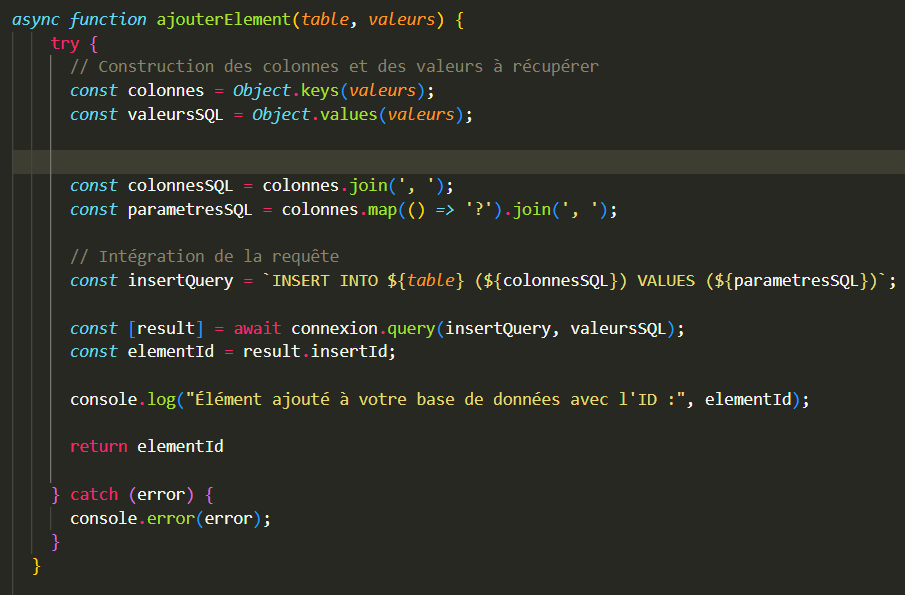 async function ajouterElement(table, valeurs) {
try {
// Construction des colonnes et des valeurs à récupérer
const colonnes = Object.keys(valeurs);
const valeursSQL = Object.values(valeurs);
const colonnesSQL = colonnes.join(', ');
const parametresSQL = colonnes.map(() => '?').join(', ');
// Intégration de la requête
const insertQuery = `INSERT INTO ${table} (${colonnesSQL}) VALUES (${parametresSQL})`;
const [result] = await connexion.query(insertQuery, valeursSQL);
const elementId = result.insertId;
console.log("Élément ajouté à votre base de données avec l'ID :", elementId);
return elementId
} catch (error) {
console.error(error);
}
}